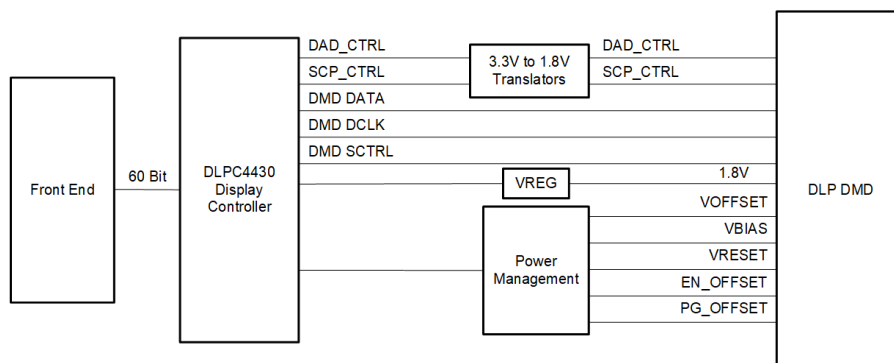 Front End
60 Bit
DLPC4430
Display
Controller
DAD_CTRL
SCP_CTRL
DMD DATA
DMD DCLK
DMD SCTRL
3.3V to 1.8V
Translators
DAD_CTRL
SCP_CTRL
VREG
1.8V
Power
Management
VOFFSET
VBIAS
VRESET
EN_OFFSET
PG_OFFSET
DLP DMD